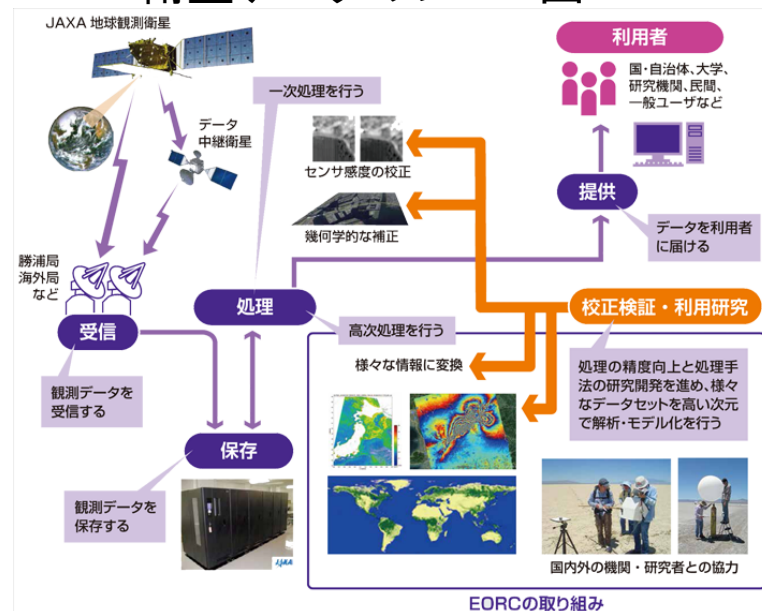 JAXA 地球観測衛星
利用者
国・自治体、大学、
研究機関、民間、
一般ユーザなど
一次処理を行う
データ
中継衛星
センサ感度の校正
提供
幾何学的な補正
データを利用者
に届ける
勝浦局
海外局
など
処理
校正検証・利用研究
受信
高次処理を行う
様々な情報に変換
処理の精度向上と処理手
法の研究開発を進め、様々
なデータセットを高い次元
で解析・モデル化を行う
観測データを
受信する
保存
観測データを
保存する
JAXA
国内外の機関・研究者との協力
EORCの取り組み